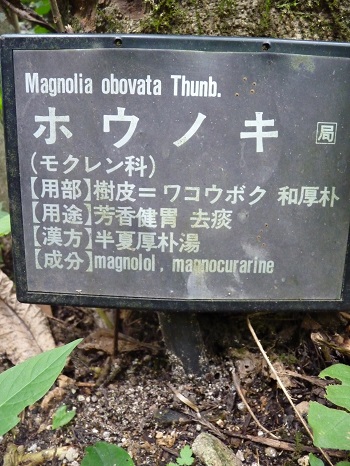 Magnolia obovata Thunb.
ホウノキ 局
(モクレン科)
【用部】樹皮=ワコウボク 和厚朴
【用途】芳香健胃 去痰
【漢方】半夏厚朴湯
【成分】magnolol, magnocurarine